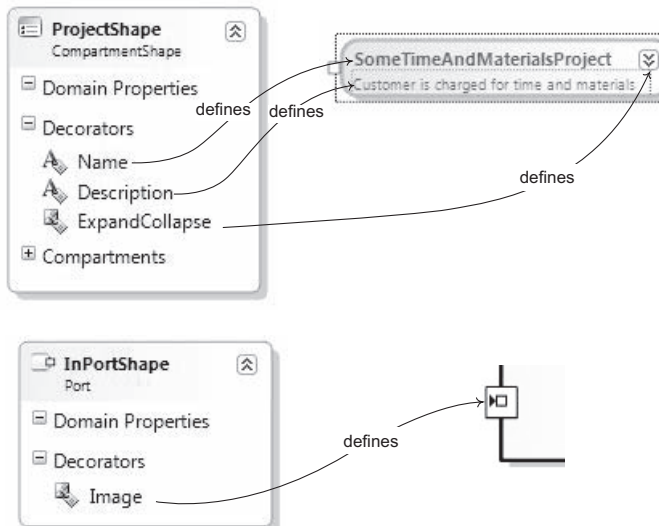 ProjectShape
CompartmentShape
Domain Properties
Decorators
Name
Description
ExpandCollapse
Compartments
defines
defines
SomeTimeAndMaterialsProject
Customer is charged for time and materials
defines
InPortShape
Port
Domain Properties
Decorators
Image
defines